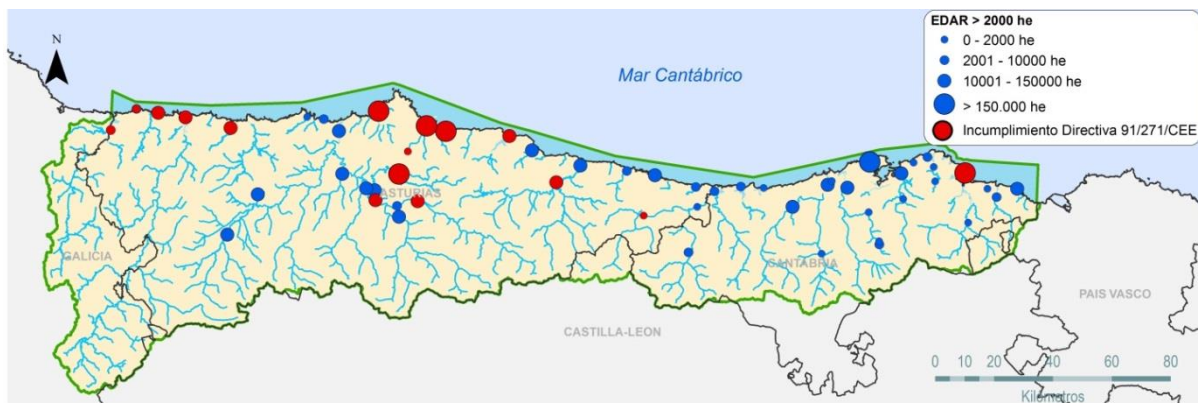 EDAR > 2000 he
0 - 2000 he
2001 - 10000 he
10001 - 150000 he
> 150.000 he
Incumplimiento Directiva 91/271/CEE
N
Mar Cantábrico
ASTURIAS
GALICIA
CANTABRIA
PAIS VASCO
CASTILLA-LEON
0 10 20 40 60 80
Kilómetros